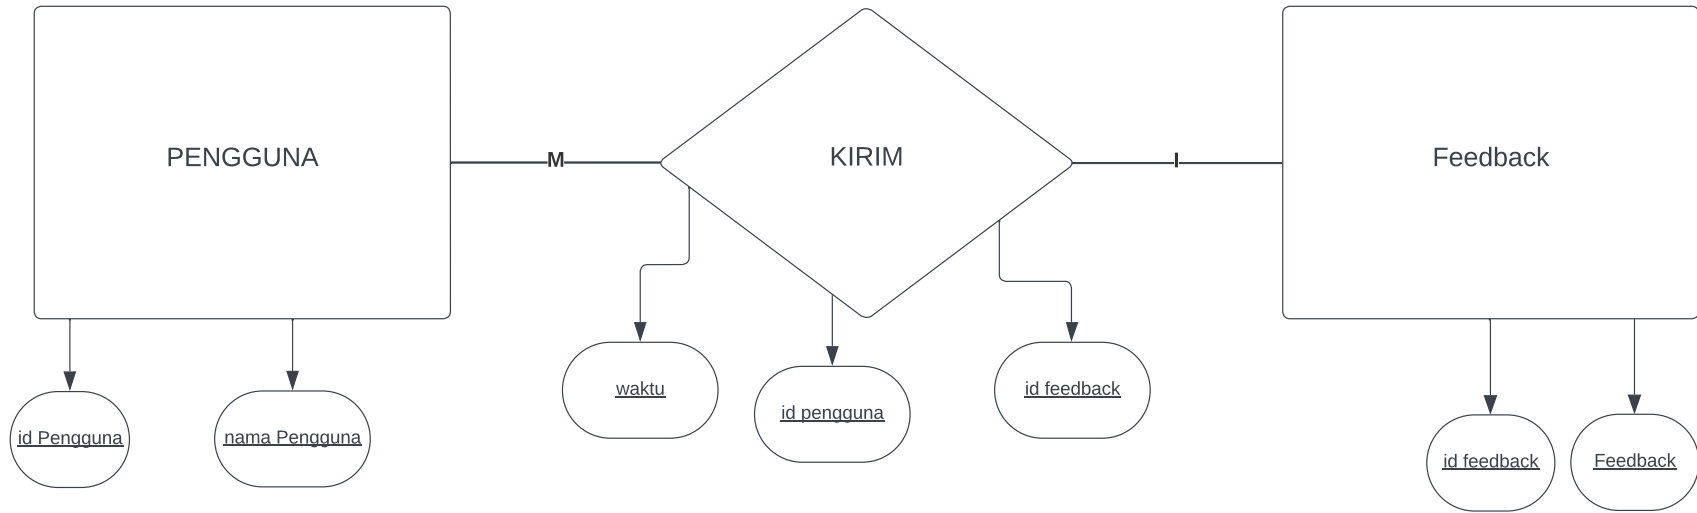 PENGGUNA
M
KIRIM
I
Feedback
id Pengguna
nama Pengguna
waktu
id pengguna
id feedback
id feedback
Feedback